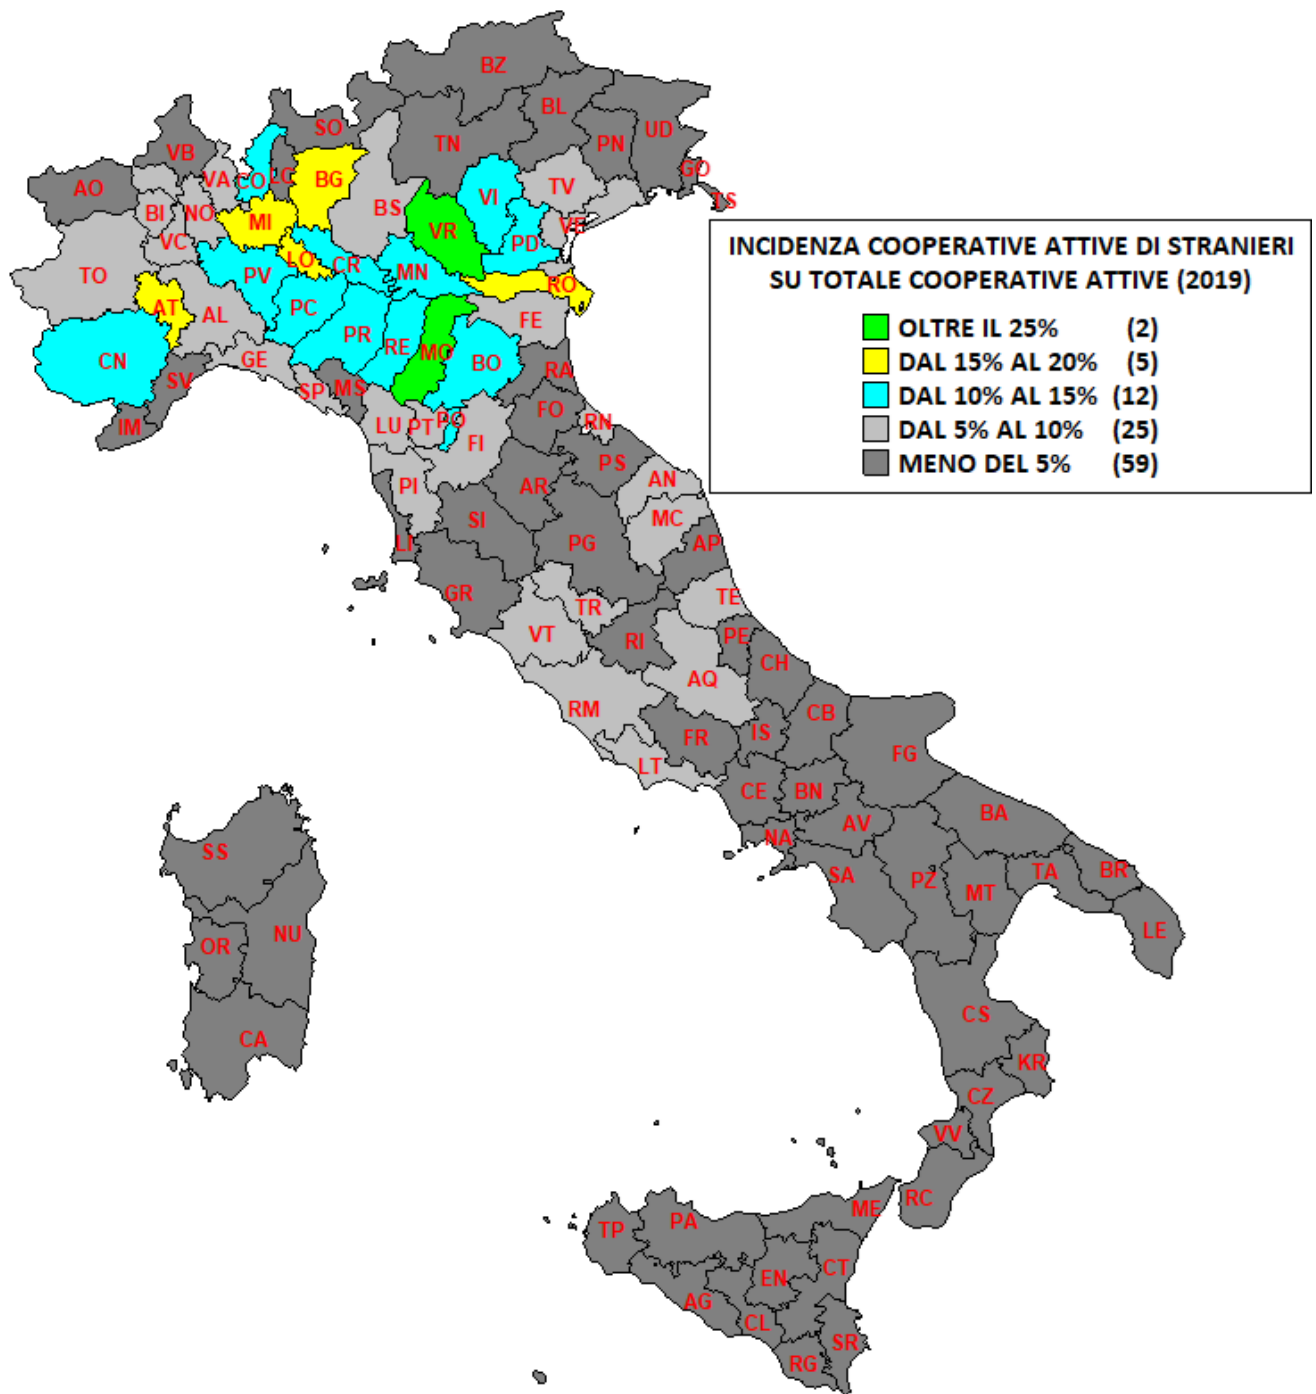 BZ
BL
SO
UD
PN
TN
VB
GO
LC
VA
CO
BG
TV
AO
VI
TS
BS
BI
NO
MI
VE
VR
PD
VC
LO
CR
MN
TO
PV
RO
AT
PC
AL
FE
PR
RE
MO
CN
GE
BO
RA
SV
SP
MS
FO
IM
LU
PT
PO
RN
FI
PS
AN
PI
AR
MC
SI
LI
PG
AP
GR
TE
TR
VT
RI
PE
CH
AQ
RM
CB
FR
IS
FG
LT
CE
BN
BA
AV
NA
SS
SA
PZ
MT
TA
BR
LE
NU
OR
CS
CA
KR
CZ
VV
RC
ME
TP
PA
CT
EN
AG
CL
SR
RG
INCIDENZA COOPERATIVE ATTIVE DI STRANIERI
SU TOTALE COOPERATIVE ATTIVE (2019)
OLTRE IL 25% (2)
DAL 15% AL 20% (5)
DAL 10% AL 15% (12)
DAL 5% AL 10% (25)
MENO DEL 5% (59)